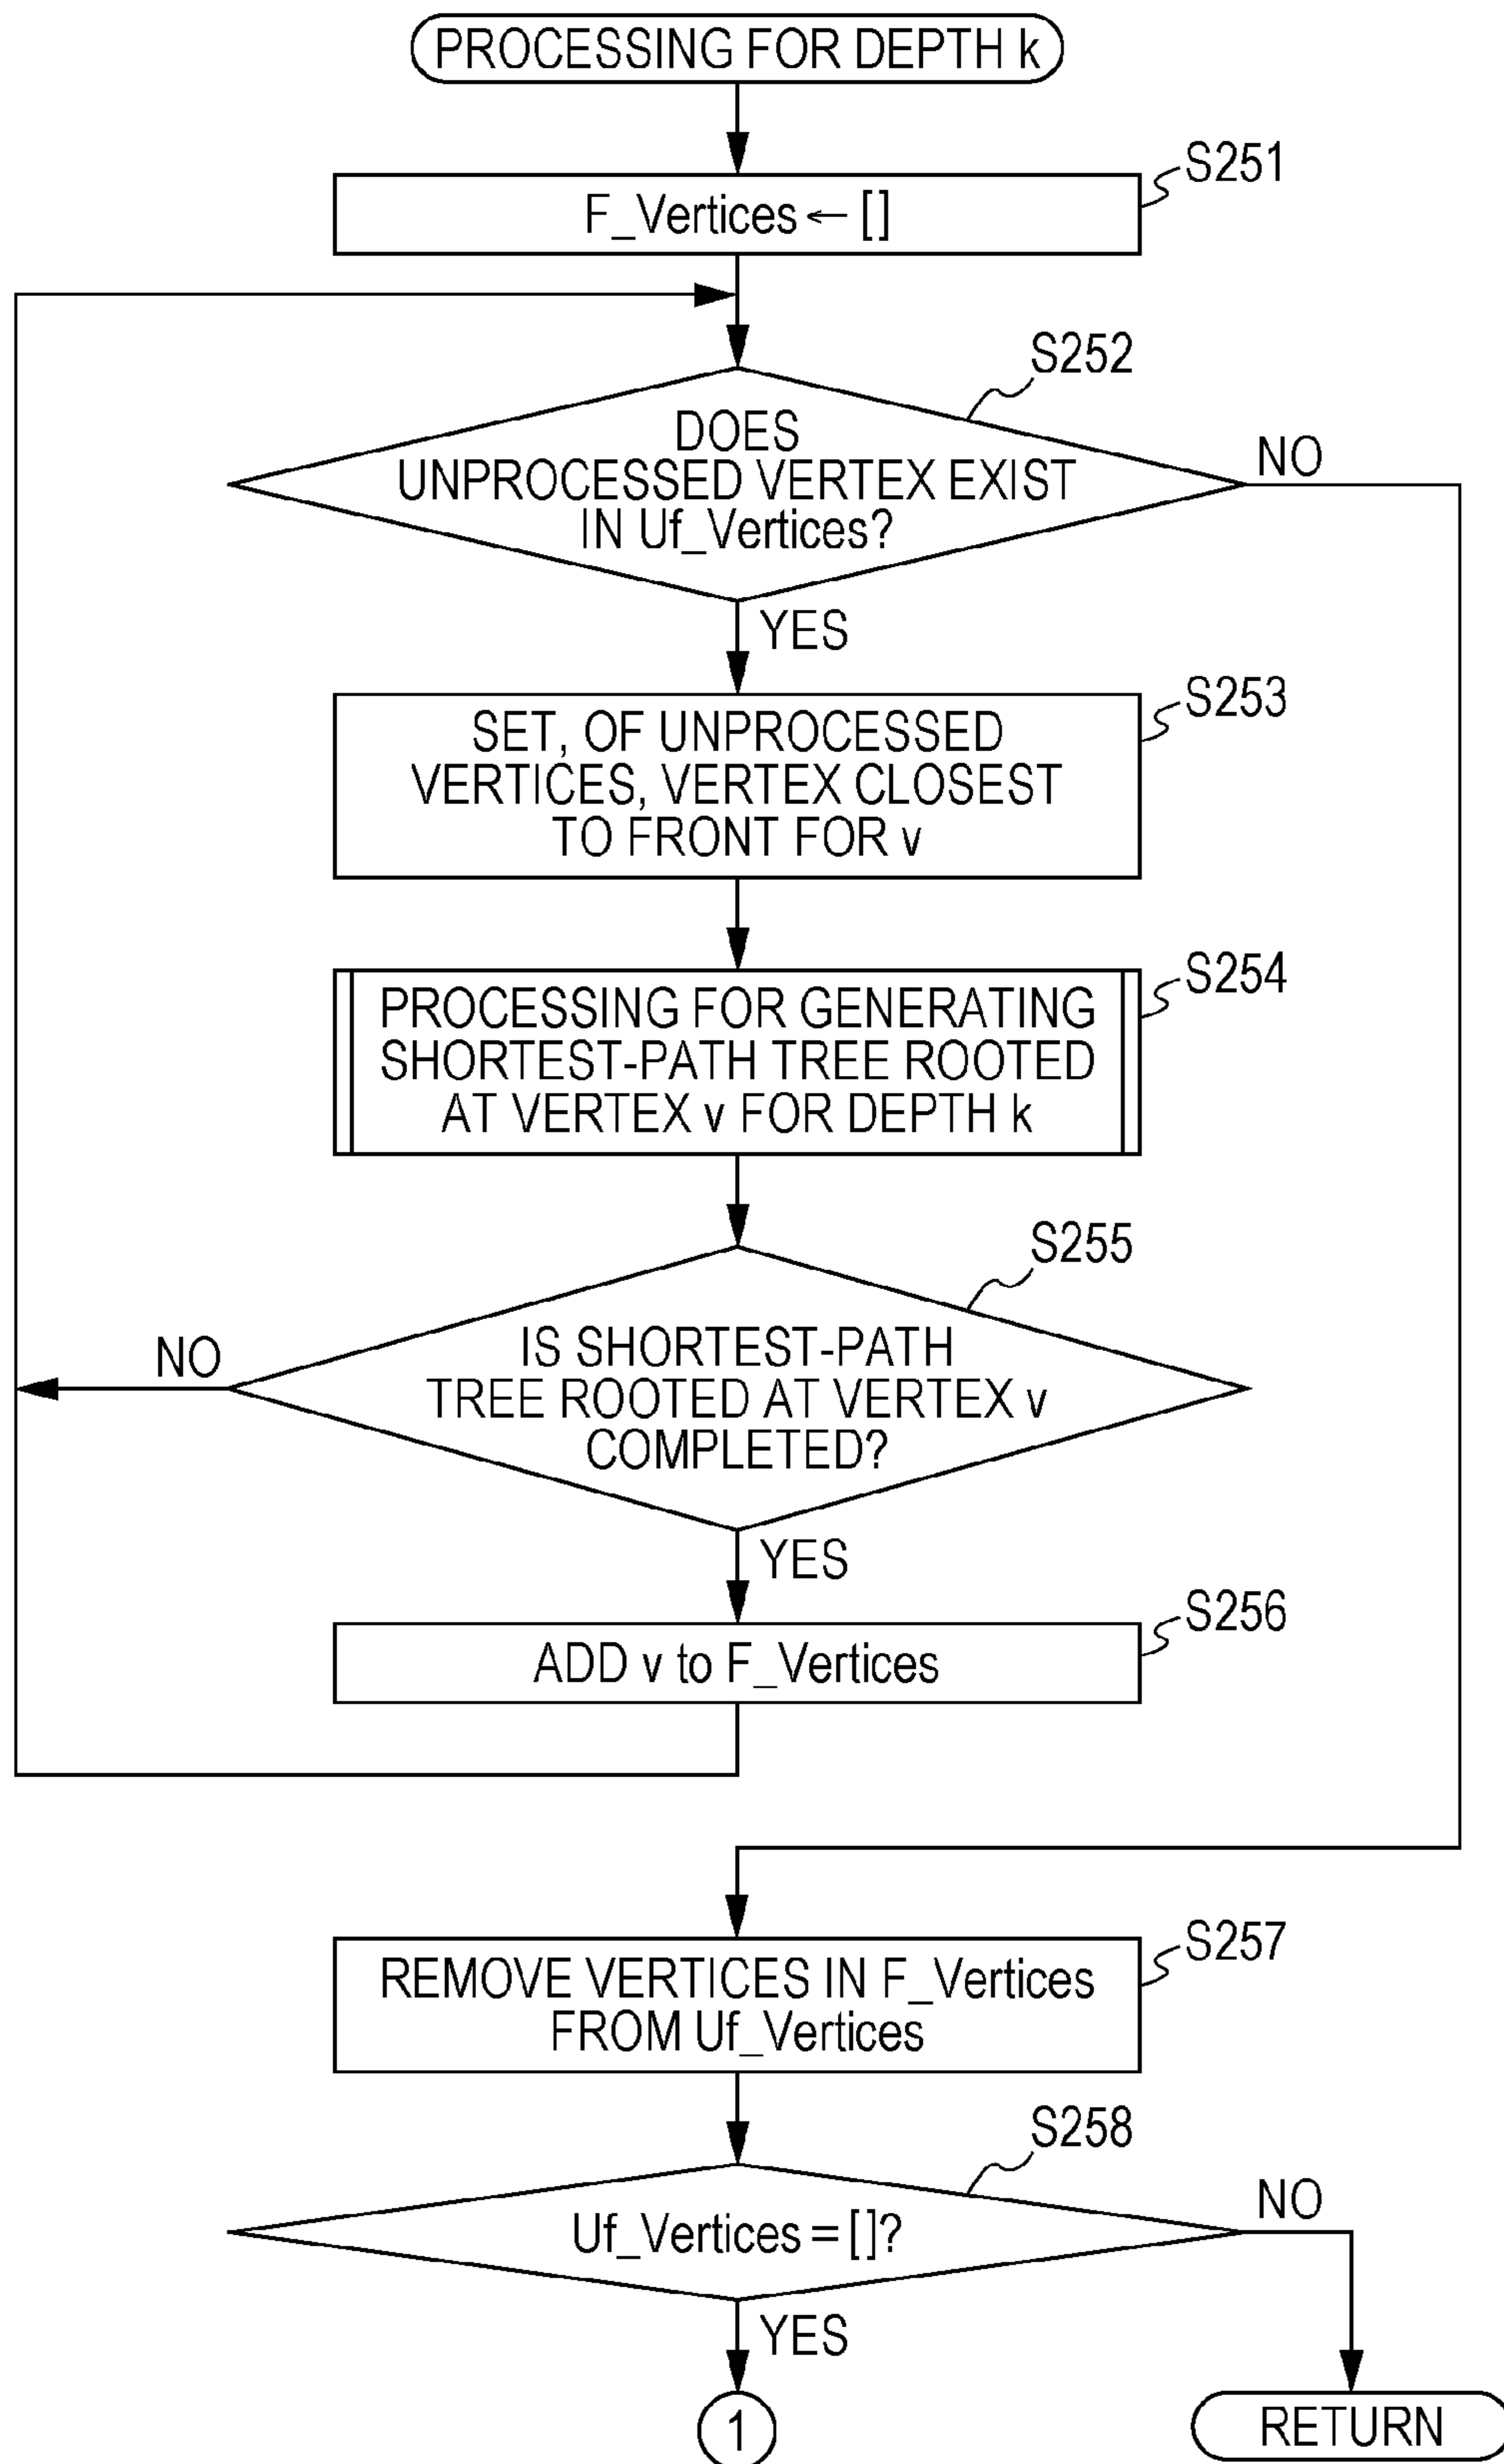 PROCESSING FOR DEPTH k
S251
F_Vertices ← [ ]
S252
DOES
UNPROCESSED VERTEX EXIST
IN Uf_Vertices?
NO
YES
S253
SET, OF UNPROCESSED
VERTICES, VERTEX CLOSEST
TO FRONT FOR v
S254
PROCESSING FOR GENERATING
SHORTEST-PATH TREE ROOTED
AT VERTEX v FOR DEPTH k
S255
IS SHORTEST-PATH
TREE ROOTED AT VERTEX v
COMPLETED?
NO
YES
S256
ADD v to F_Vertices
S257
REMOVE VERTICES IN F_Vertices
FROM Uf_Vertices
S258
Uf_Vertices = [ ]?
NO
YES
1
RETURN